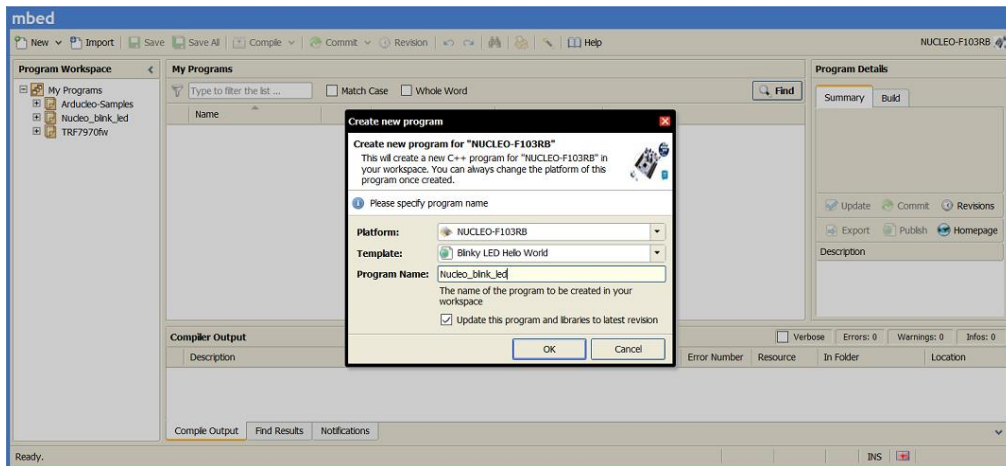 mbed
New Import Save Save All Compile Commit Revision Help NUCLEO-F103RB
Program Workspace
My Programs
Arducleo-Samples
Nucleo_blink_led
TRF7970fw
My Programs
Type to filter the list ... Match Case Whole Word Find
Name
Create new program
Create new program for "NUCLEO-F103RB"
This will create a new C++ program for "NUCLEO-F103RB" in
your workspace. You can always change the platform of this
program once created.
Please specify program name
Platform: NUCLEO-F103RB
Template: Blinky LED Hello World
Program Name: Nucleo_blink_led
The name of the program to be created in your
workspace
Update this program and libraries to latest revision
OK Cancel
Program Details
Summary Build
Update Commit Revisions
Export Publish Homepage
Description
Compiler Output Verbose Errors: 0 Warnings: 0 Infos: 0
Description Error Number Resource In Folder Location
Compile Output Find Results Notifications
Ready. INS